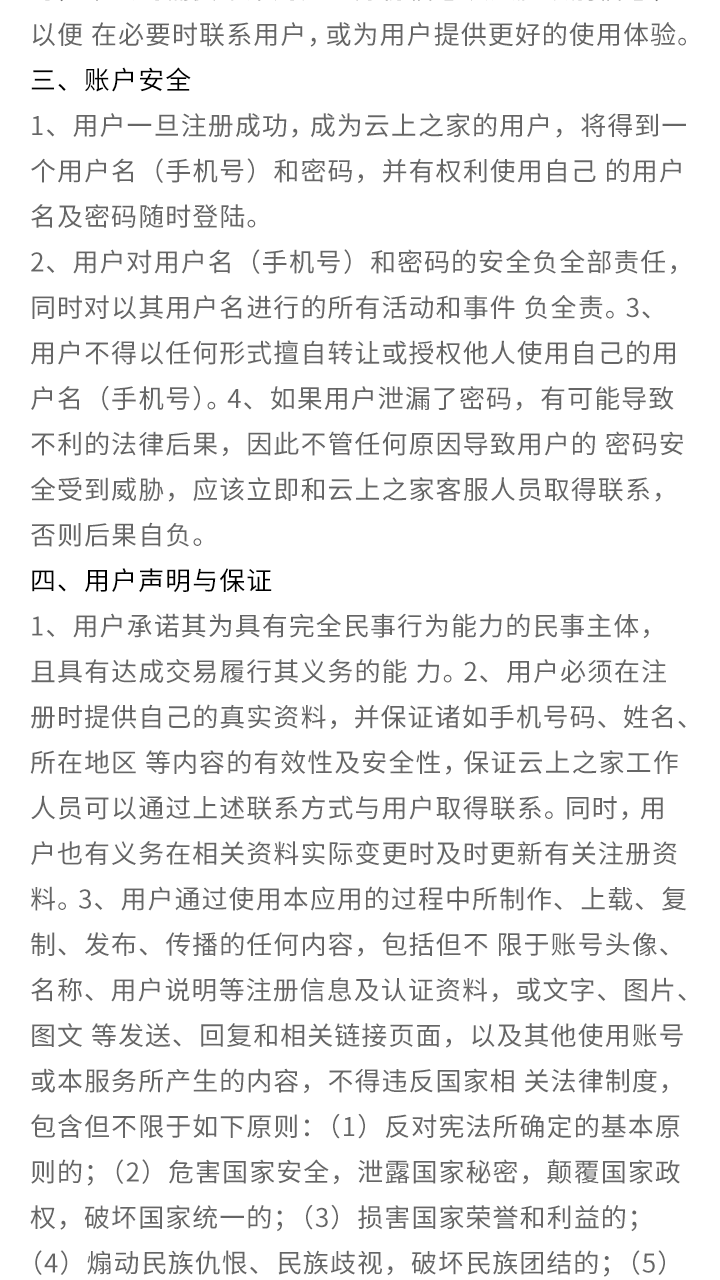 以便 在必要时联系用户，或为用户提供更好的使用体验。
三、账户安全
1、用户一旦注册成功，成为云上之家的用户，将得到一
个用户名（手机号）和密码，并有权利使用自己 的用户
名及密码随时登陆。
2、用户对用户名（手机号）和密码的安全负全部责任，
同时对以其用户名进行的所有活动和事件 负全责。3、
用户不得以任何形式擅自转让或授权他人使用自己的用
户名（手机号）。4、如果用户泄漏了密码，有可能导致
不利的法律后果，因此不管任何原因导致用户的 密码安
全受到威胁，应该立即和云上之家客服人员取得联系，
否则后果自负。
四、用户声明与保证
1、用户承诺其为具有完全民事行为能力的民事主体，
且具有达成交易履行其义务的能 力。2、用户必须在注
册时提供自己的真实资料，并保证诸如手机号码、姓名、
所在地区 等内容的有效性及安全性，保证云上之家工作
人员可以通过上述联系方式与用户取得联系。同时，用
户也有义务在相关资料实际变更时及时更新有关注册资
料。3、用户通过使用本应用的过程中所制作、上载、复
制、发布、传播的任何内容，包括但不 限于账号头像、
名称、用户说明等注册信息及认证资料，或文字、图片、
图文 等发送、回复和相关链接页面，以及其他使用账号
或本服务所产生的内容，不得违反国家相 关法律制度，
包含但不限于如下原则：（1）反对宪法所确定的基本原
则的；（2）危害国家安全，泄露国家秘密，颠覆国家政
权，破坏国家统一的；（3）损害国家荣誉和利益的；
（4）煽动民族仇恨、民族歧视，破坏民族团结的；（5）